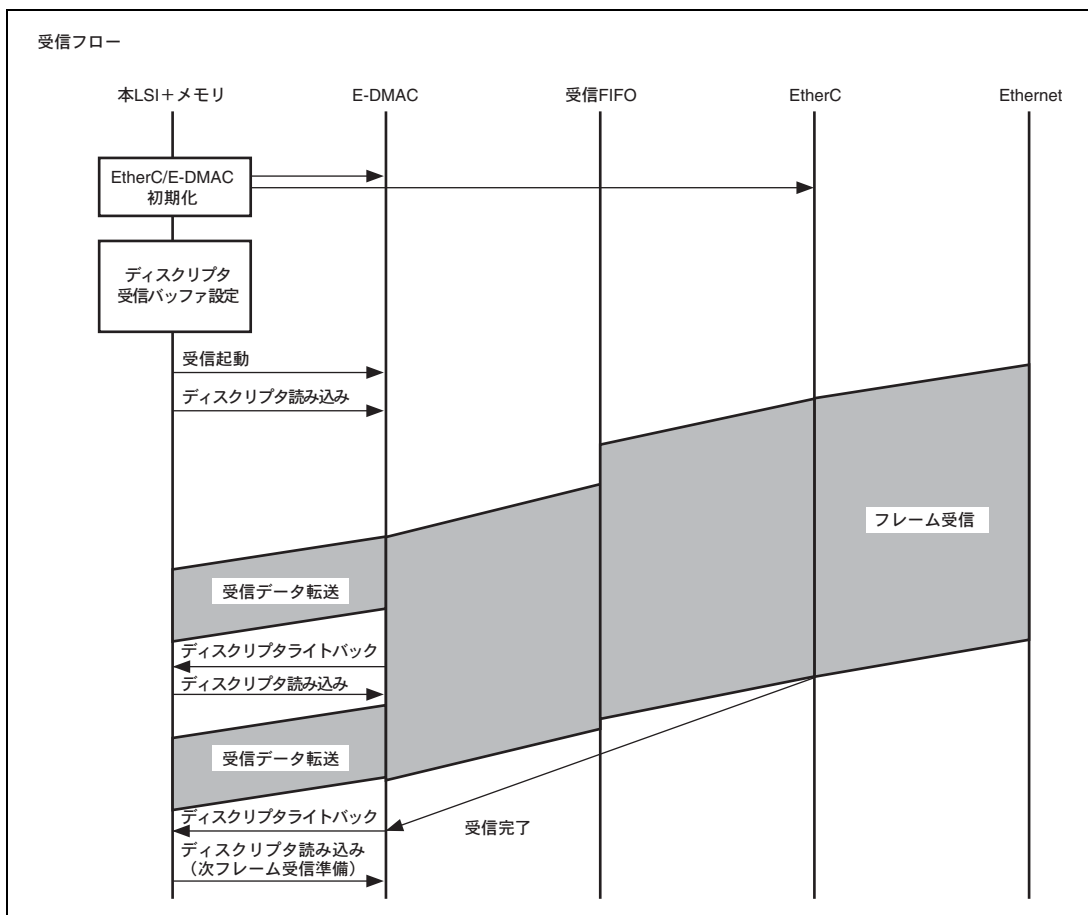 受信フロー
本LSI+メモリ
E-DMAC
受信FIFO
EtherC
Ethernet
EtherC/E-DMAC
初期化
ディスクリプタ
受信バッファ設定
受信起動
ディスクリプタ読み込み
フレーム受信
受信データ転送
ディスクリプタライトバック
ディスクリプタ読み込み
受信データ転送
ディスクリプタライトバック
受信完了
ディスクリプタ読み込み
(次フレーム受信準備)